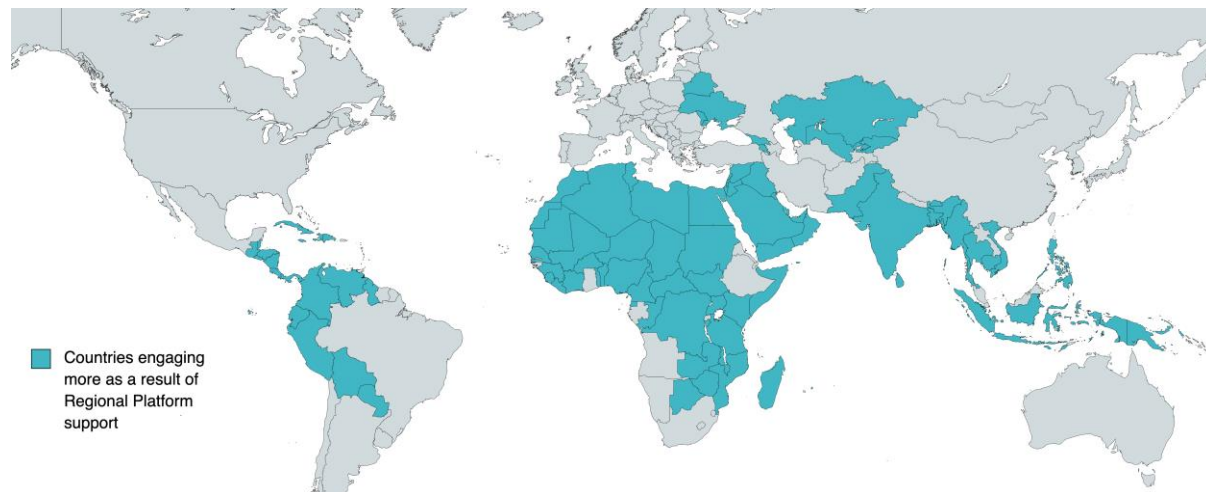 Countries engaging
more as a result of
Regional Platform
support